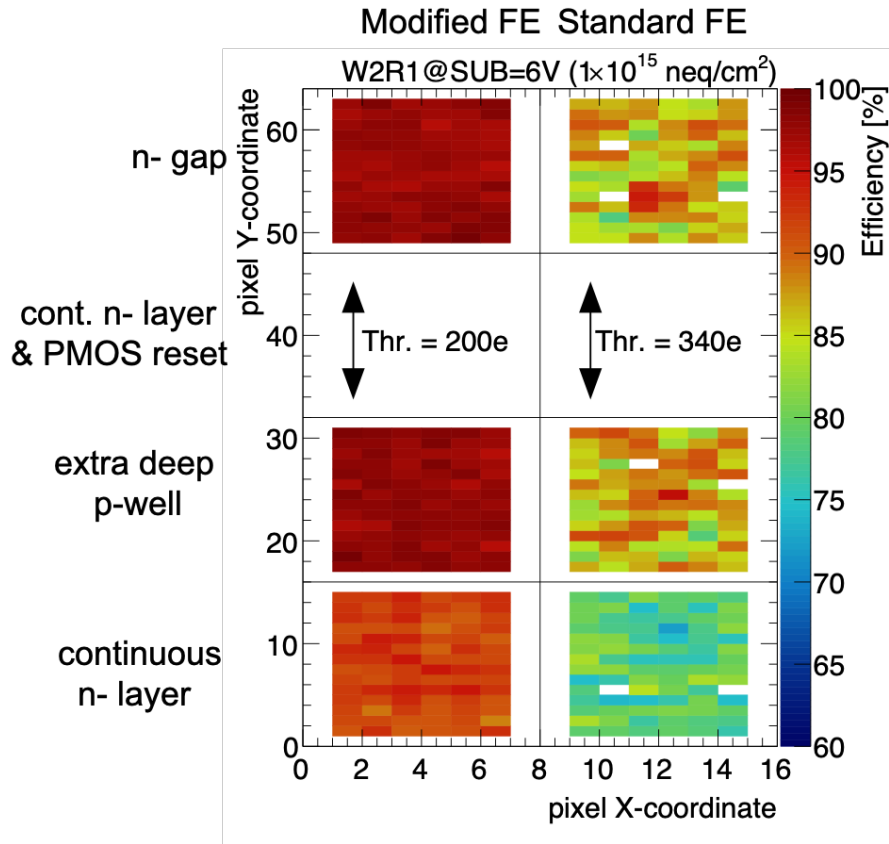 Modified FE Standard FE
W2R1@SUB=6V (1×10¹⁵ neq/cm²)
n- gap
cont. n- layer
& PMOS reset
extra deep
p-well
continuous
n- layer
pixel Y-coordinate
60
50
40
30
20
10
0
Thr. = 200e
Thr. = 340e
0 2 4 6 8 10 12 14 16
pixel X-coordinate
100
95
90
85
80
75
70
65
60
Efficiency [%]